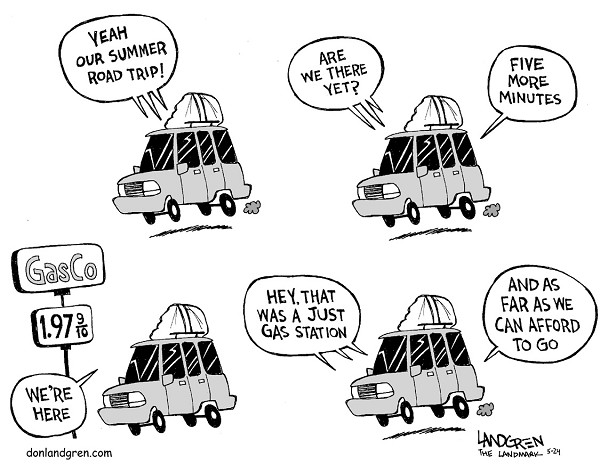 YEAH
OUR SUMMER
ROAD TRIP!
ARE
WE THERE
YET?
FIVE
MORE
MINUTES
GasCo
1.97 9/10
WE'RE
HERE
HEY, THAT
WAS A JUST
GAS STATION
AND AS
FAR AS WE
CAN AFFORD
TO GO
donlandgren.com
LANDGREN
THE LANDMARK 5-24